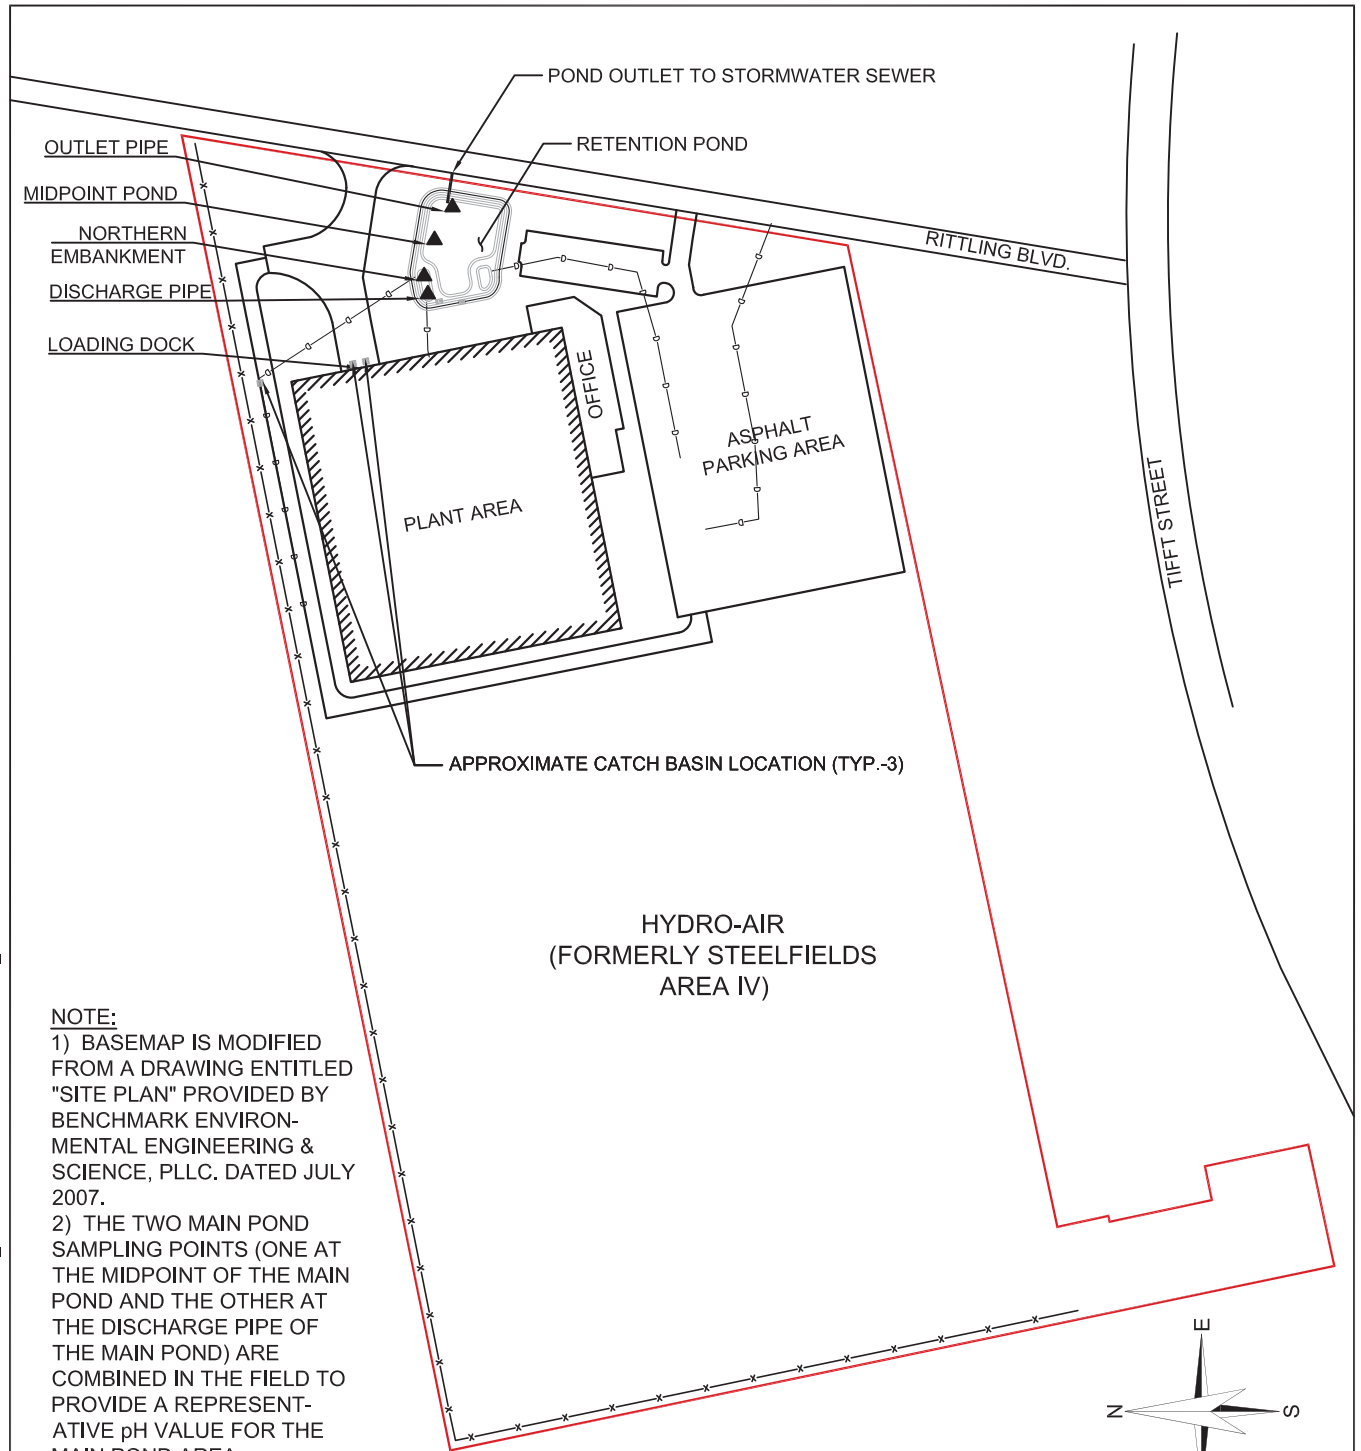 POND OUTLET TO STORMWATER SEWER
RETENTION POND
OUTLET PIPE
MIDPOINT POND
NORTHERN
EMBANKMENT
DISCHARGE PIPE
LOADING DOCK
RITTLING BLVD.
OFFICE
ASPHALT
PARKING AREA
PLANT AREA
TIFFT STREET
APPROXIMATE CATCH BASIN LOCATION (TYP.-3)
HYDRO-AIR
(FORMERLY STEELFIELDS
AREA IV)
NOTE:
1) BASEMAP IS MODIFIED
FROM A DRAWING ENTITLED
"SITE PLAN" PROVIDED BY
BENCHMARK ENVIRON-
MENTAL ENGINEERING &
SCIENCE, PLLC. DATED JULY
2007.
2) THE TWO MAIN POND
SAMPLING POINTS (ONE AT
THE MIDPOINT OF THE MAIN
POND AND THE OTHER AT
THE DISCHARGE PIPE OF
THE MAIN POND) ARE
COMBINED IN THE FIELD TO
PROVIDE A REPRESENT-
ATIVE pH VALUE FOR THE
MAIN POND AREA
E
N
S